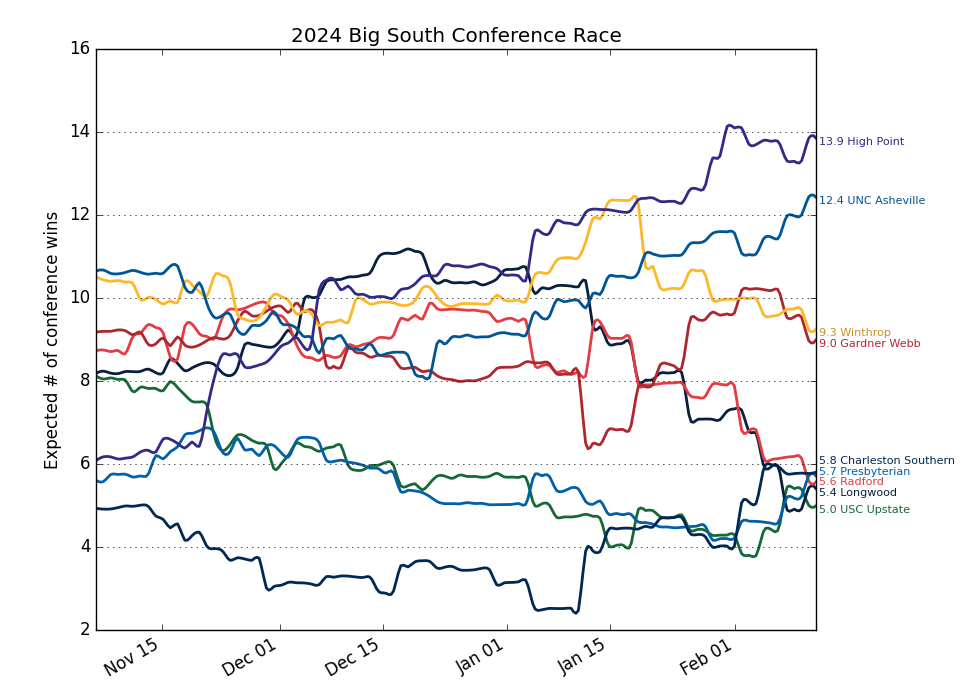 2024 Big South Conference Race
Expected # of conference wins
16
14
12
10
8
6
4
2
13.9 High Point
12.4 UNC Asheville
9.3 Winthrop
9.0 Gardner Webb
5.8 Charleston Southern
5.7 Presbyterian
5.6 Radford
5.4 Longwood
5.0 USC Upstate
Nov 15
Dec 01
Dec 15
Jan 01
Jan 15
Feb 01